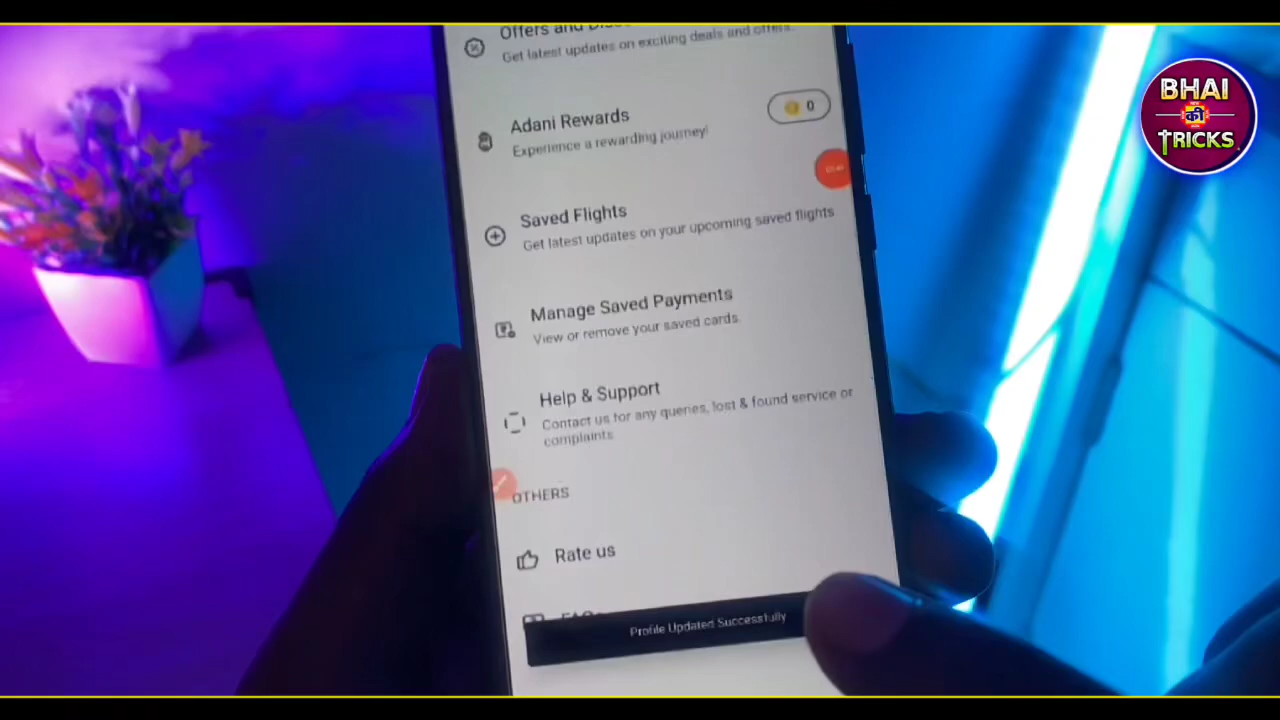 Offers and
Get latest updates on exciting deals and offers.
Adani Rewards
0
Experience a rewarding journey!
Saved Flights
Get latest updates on your upcoming saved flights
Manage Saved Payments
View or remove your saved cards.
Help & Support
Contact us for any queries, lost & found service or
complaints
OTHERS
Rate us
Profile Updated Successfully
BHAI
की
TRICKS